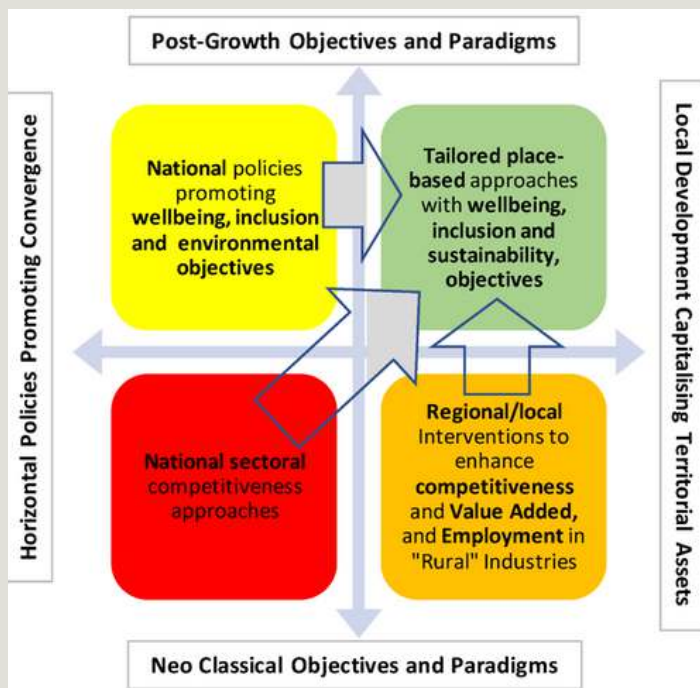 Post-Growth Objectives and Paradigms
Horizontal Policies Promoting Convergence
National policies
promoting
wellbeing, inclusion
and environmental
objectives
Tailored place-
based approaches
with wellbeing,
inclusion and
sustainability,
objectives
Local Development Capitalising Territorial Assets
National sectoral
competitiveness
approaches
Regional/local
Interventions to
enhance
competitiveness
and Value Added,
and Employment in
"Rural" Industries
Neo Classical Objectives and Paradigms